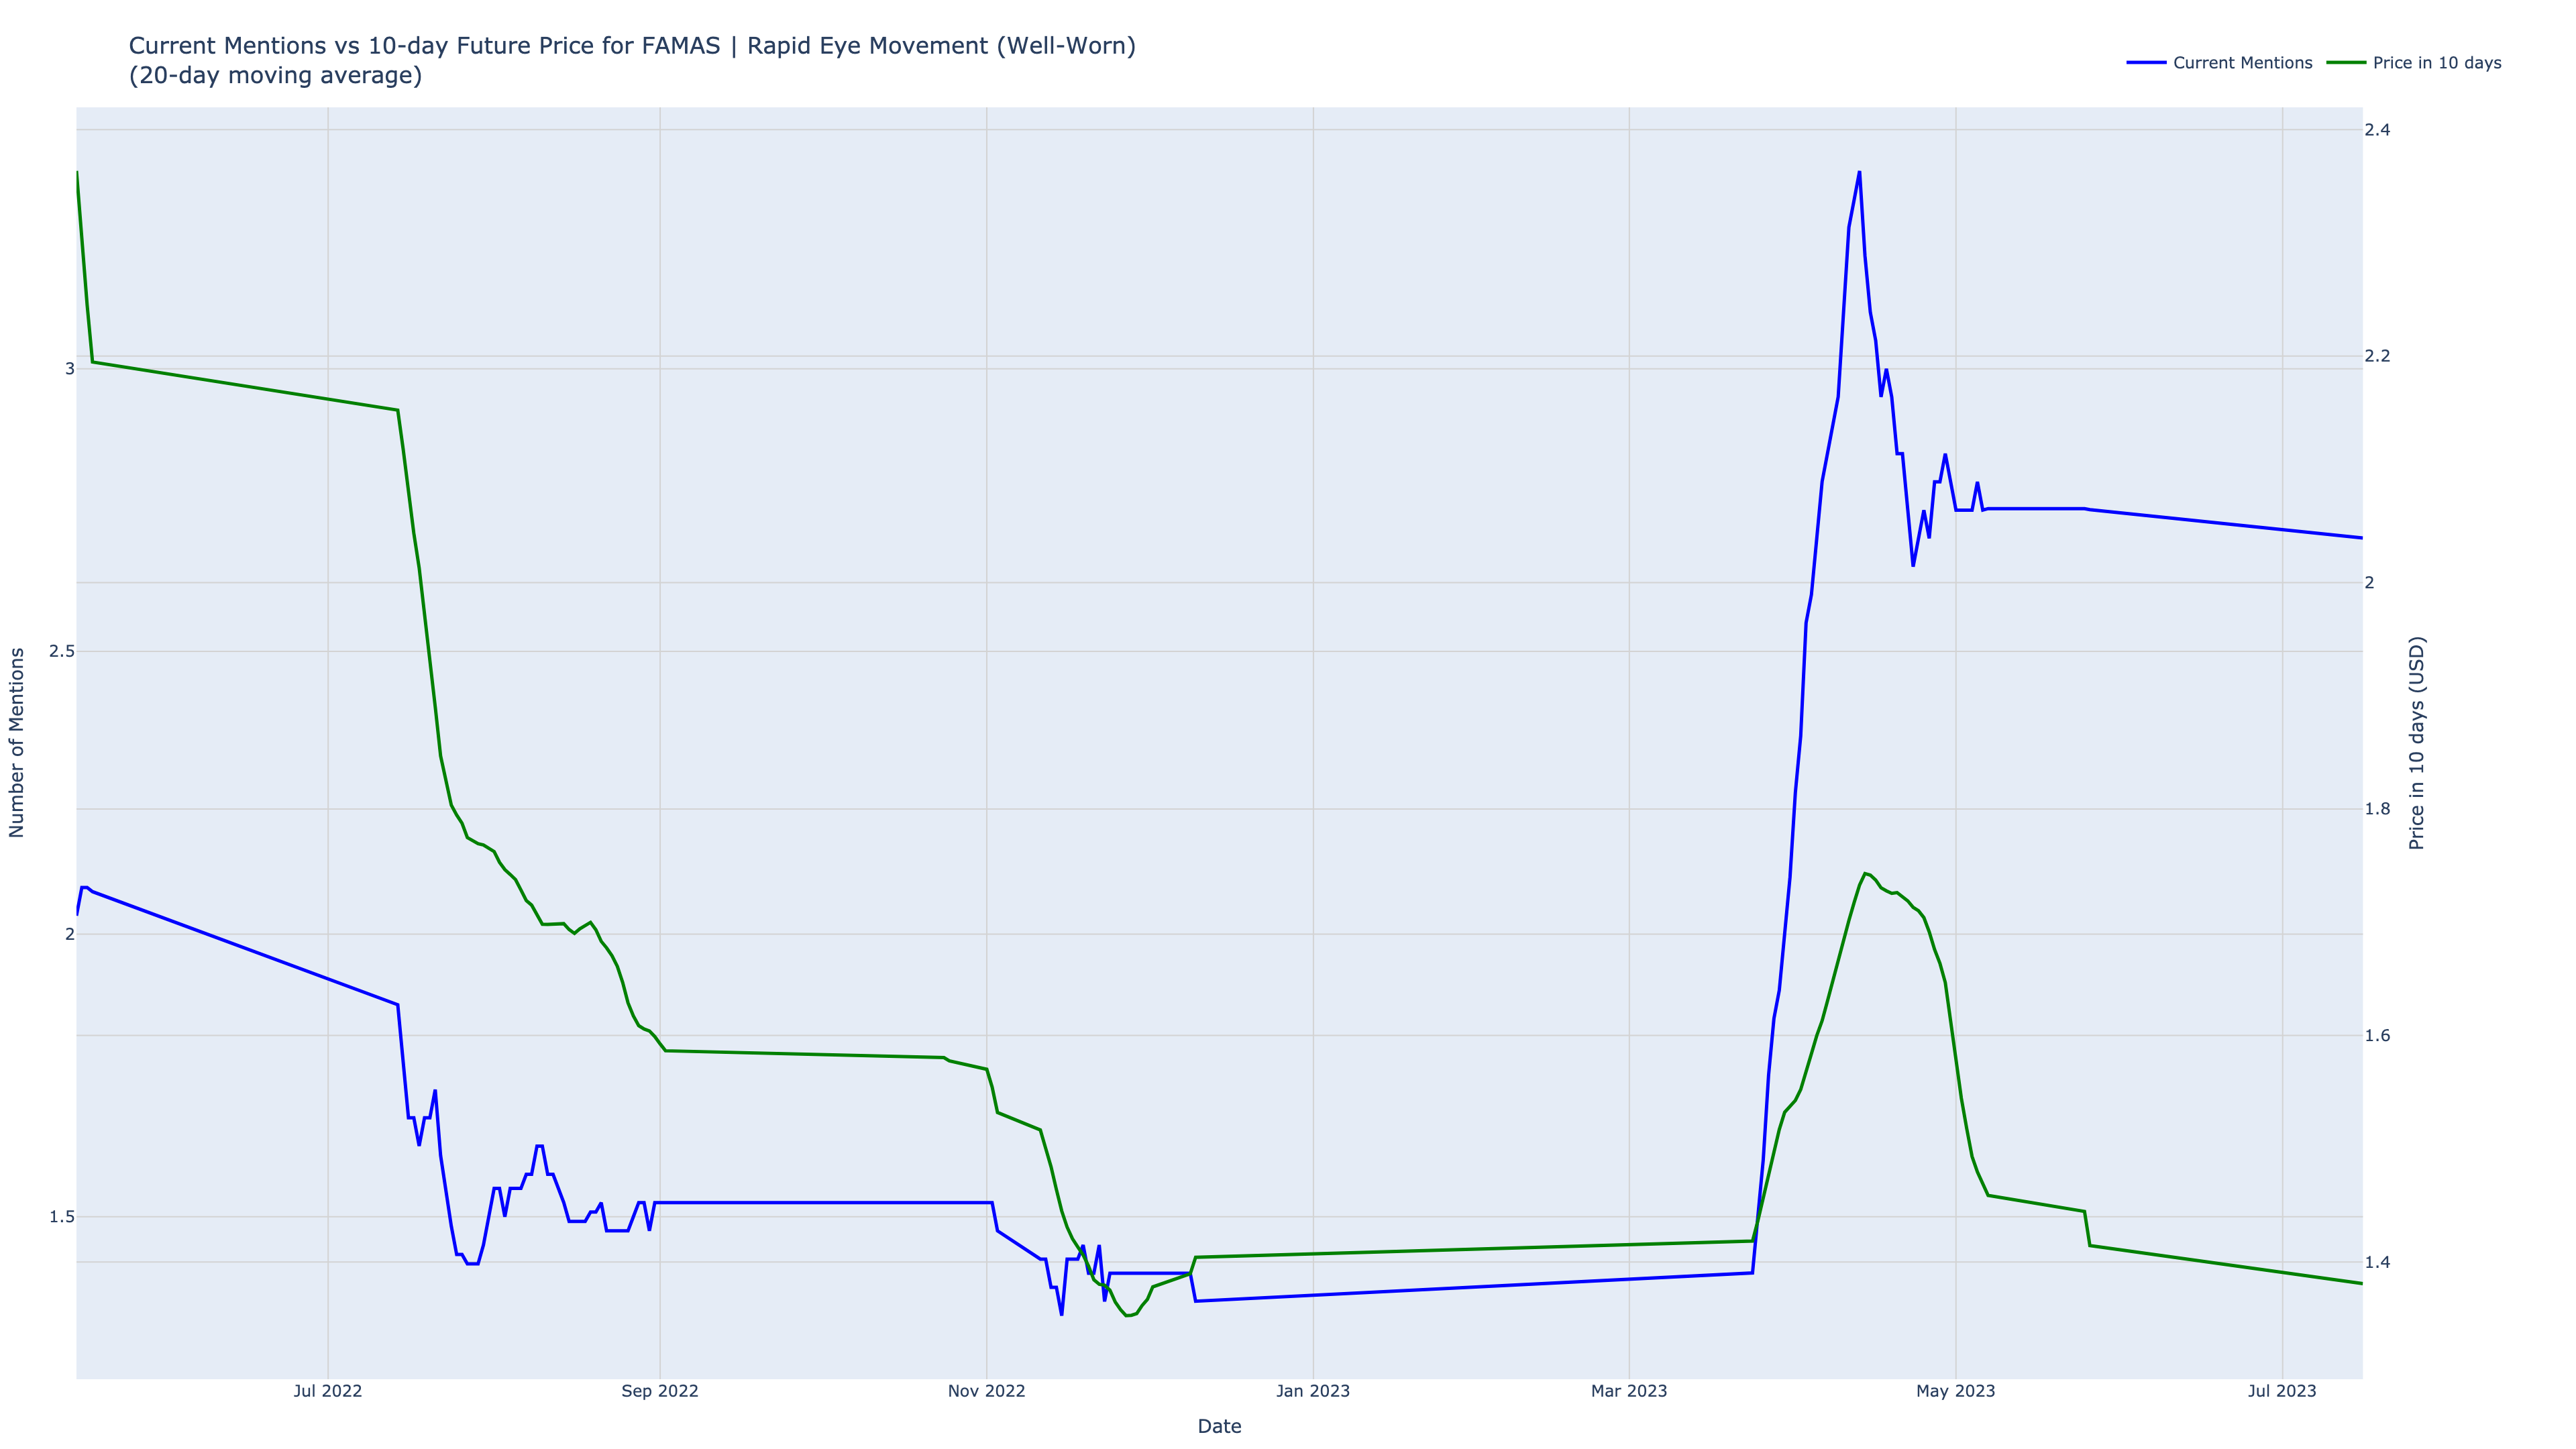 Current Mentions vs 10-day Future Price for FAMAS | Rapid Eye Movement (Well-Worn)
(20-day moving average)
Current Mentions
Price in 10 days
Number of Mentions
3
2.5
2
1.5
2.4
2.2
2
1.8
1.6
1.4
Price in 10 days (USD)
Jul 2022
Sep 2022
Nov 2022
Jan 2023
Mar 2023
May 2023
Jul 2023
Date